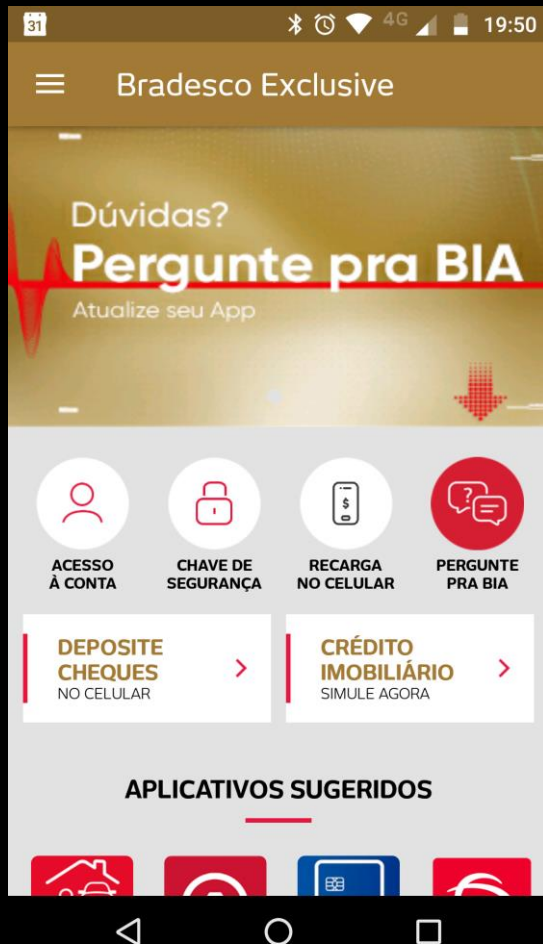 31
4G
19:50
Bradesco Exclusive
Dúvidas?
Pergunte pra BIA
Atualize seu App
?
$
ACESSO
À CONTA
CHAVE DE
SEGURANÇA
RECARGA
NO CELULAR
PERGUNTE
PRA BIA
DEPOSITE
CHEQUES
NO CELULAR
CRÉDITO
IMOBILIÁRIO
SIMULE AGORA
APLICATIVOS SUGERIDOS